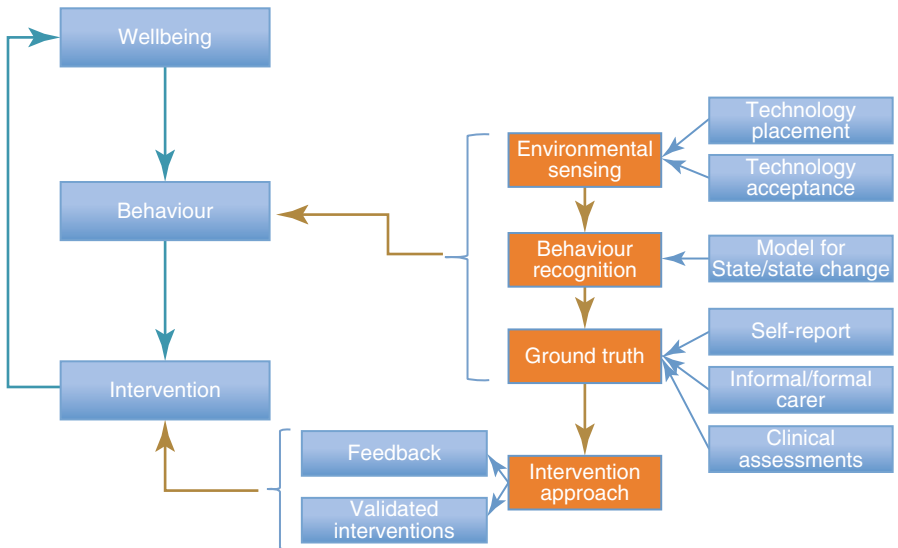 Wellbeing
Behaviour
Intervention
Environmental
sensing
Behaviour
recognition
Ground truth
Intervention
approach
Technology
placement
Technology
acceptance
Model for
State/state change
Self-report
Informal/formal
carer
Clinical
assessments
Feedback
Validated
interventions